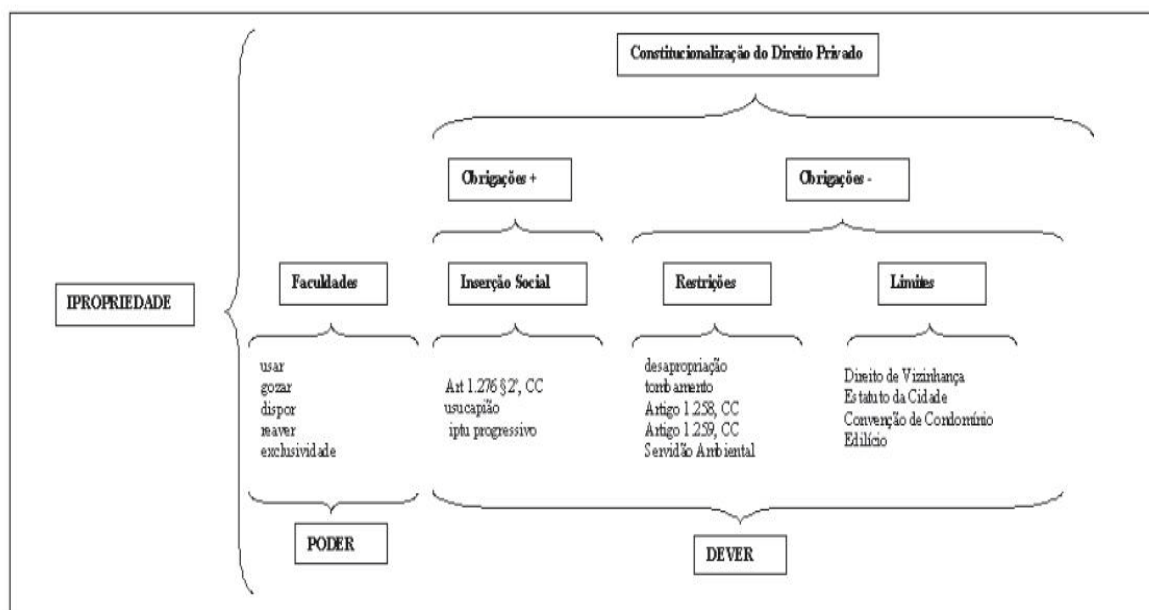 Constitucionalização do Direito Privado
Obrigações +
Obrigações -
IPROPRIEDADE
Faculdades
Inserção Social
Restrições
Limites
usar
gozar
dispor
reaver
exclusividade
Art 1.276 § 2º, CC
usucapião
iptu progressivo
desapropriação
tombamento
Artigo 1.258, CC
Artigo 1.259, CC
Servidão Ambiental
Direito de Vizinhança
Estatuto da Cidade
Convenção de Condomínio
Edilício
PODER
DEVER